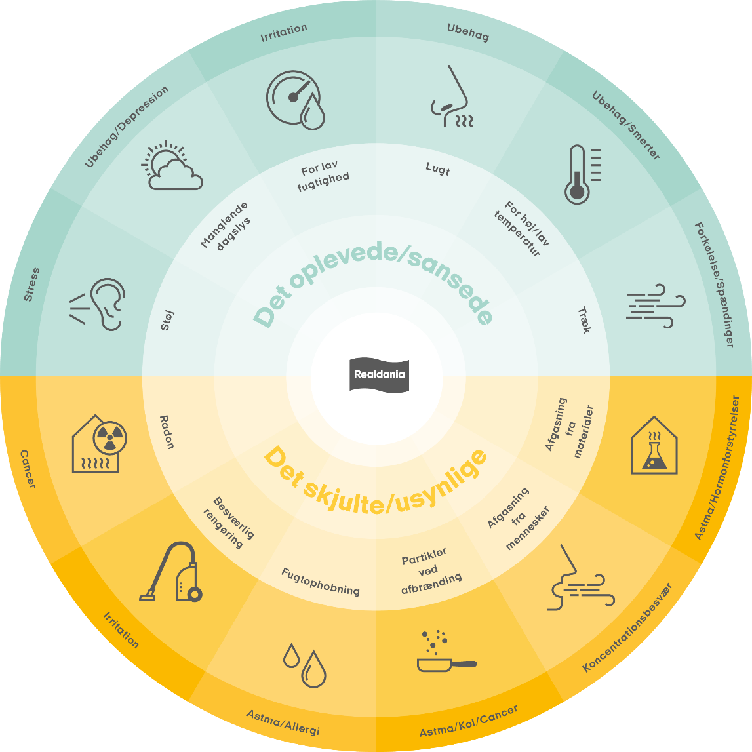 Irritation
Ubehag
Ubehag/Smerter
Forkølelse/Spændinger
Ubehag/Depression
Stress
For lav
fugtighed
Lugt
For høj/lav
temperatur
Træk
Manglende
dagslys
Støj
Det oplevede/sansede
Realdania
Det skjulte/usynlige
Radon
Besværlig
rengøring
Fugtophobning
Partikler
ved
afbrænding
Afgasning
fra
mennesker
Afgasning
fra
materialer
Cancer
Irritation
Astma/Allergi
Astma/Kol/Cancer
Koncentrationsbesvær
Astma/Hormonforstyrrelser